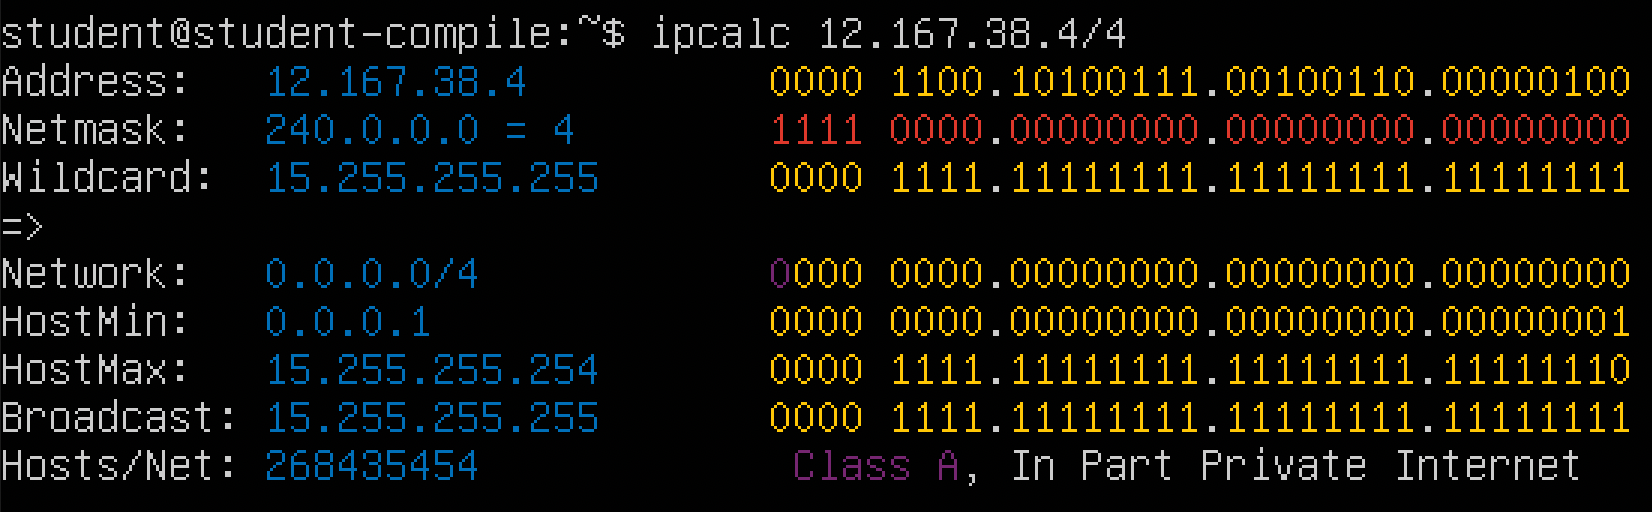 student@student-compile:~$ ipcalc 12.167.38.4/4
Address:   12.167.38.4          0000 1100.10100111.00100110.00000100
Netmask:   240.0.0.0 = 4        1111 0000.00000000.00000000.00000000
Wildcard:  15.255.255.255       0000 1111.11111111.11111111.11111111
=>
Network:   0.0.0.0/4            0000 0000.00000000.00000000.00000000
HostMin:   0.0.0.1              0000 0000.00000000.00000000.00000001
HostMax:   15.255.255.254       0000 1111.11111111.11111111.11111110
Broadcast: 15.255.255.255       0000 1111.11111111.11111111.11111111
Hosts/Net: 268435454             Class A, In Part Private Internet